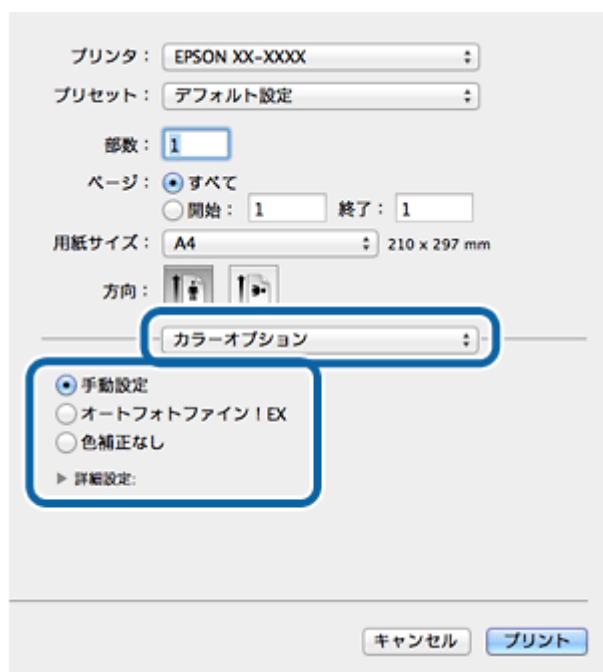 プリンタ： EPSON XX-XXXX
プリセット： デフォルト設定
部数： 1
ページ： すべて
開始： 1 終了： 1
用紙サイズ： A4 210 x 297 mm
方向：
カラーオプション
手動設定
オートフォトファイン！EX
色補正なし
詳細設定:
キャンセル プリント